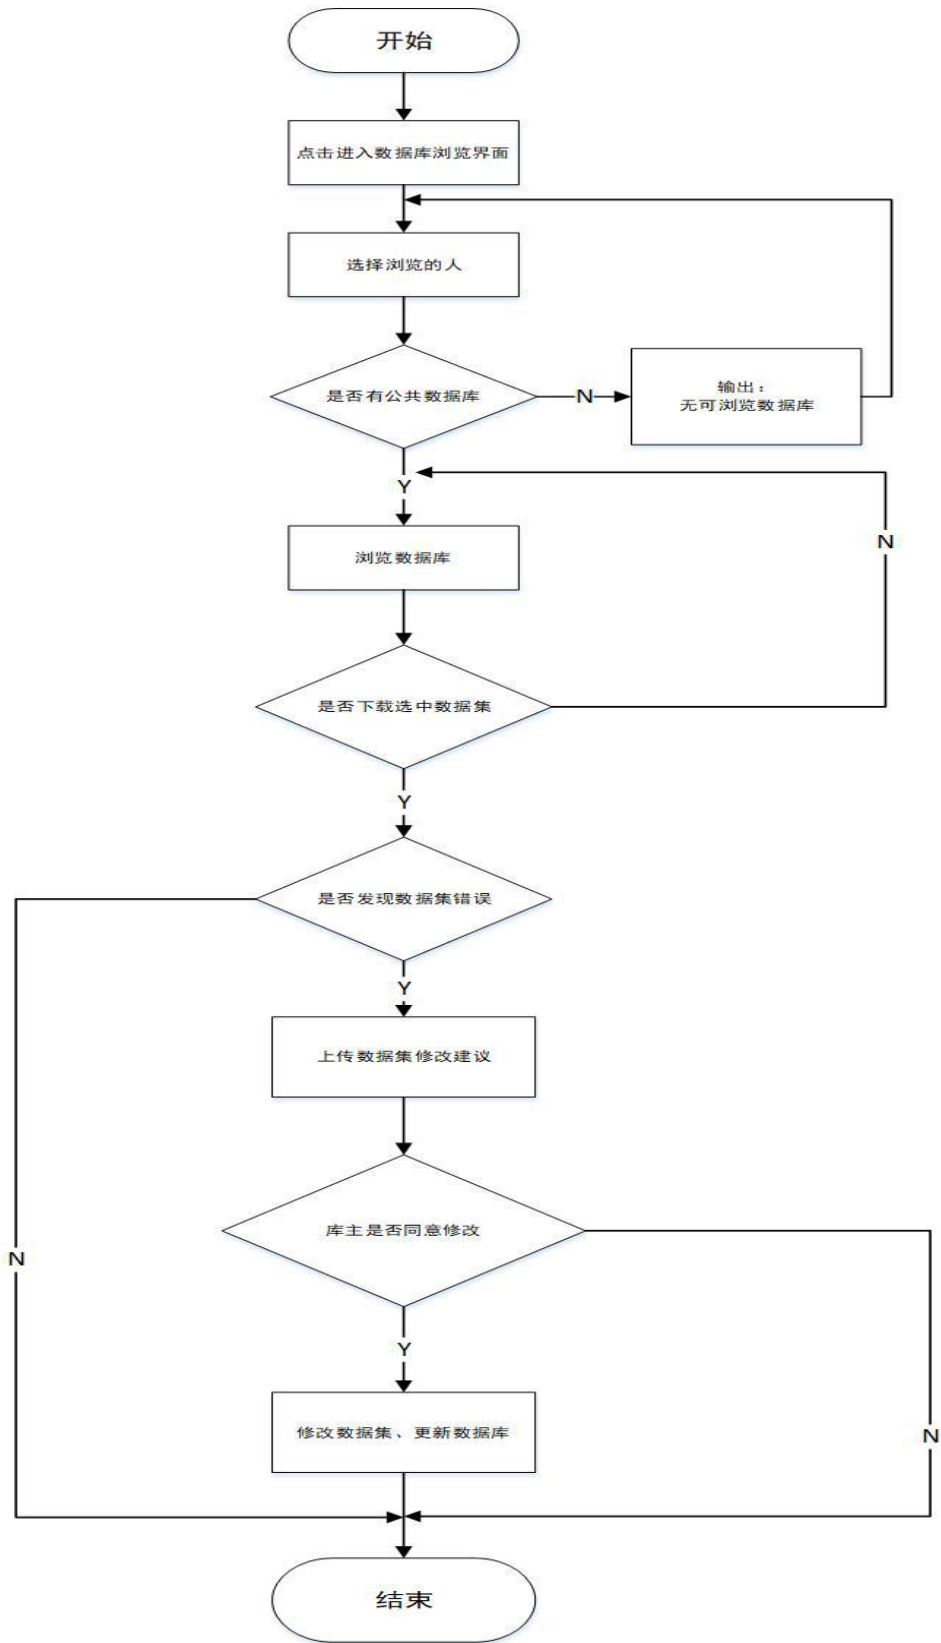 开始
点击进入数据库浏览界面
选择浏览的人
是否有公共数据库
N
输出：
无可浏览数据库
Y
浏览数据库
N
是否下载选中数据集
Y
是否发现数据集错误
Y
上传数据集修改建议
库主是否同意修改
N
Y
修改数据集、更新数据库
N
结束